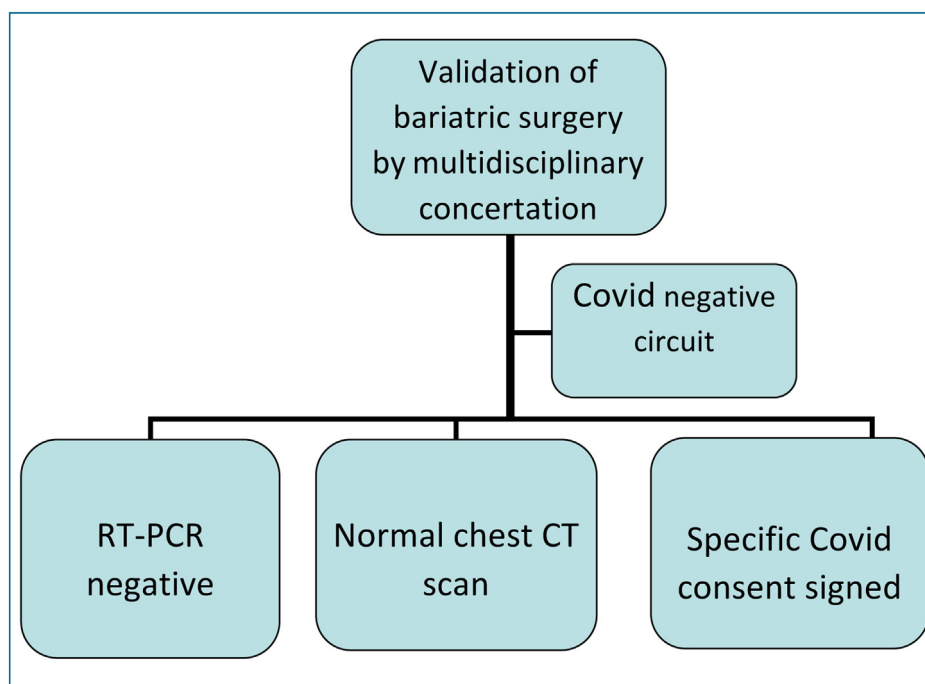 Validation of
bariatric surgery
by multidisciplinary
concertation
Covid negative
circuit
RT-PCR
negative
Normal chest CT
scan
Specific Covid
consent signed